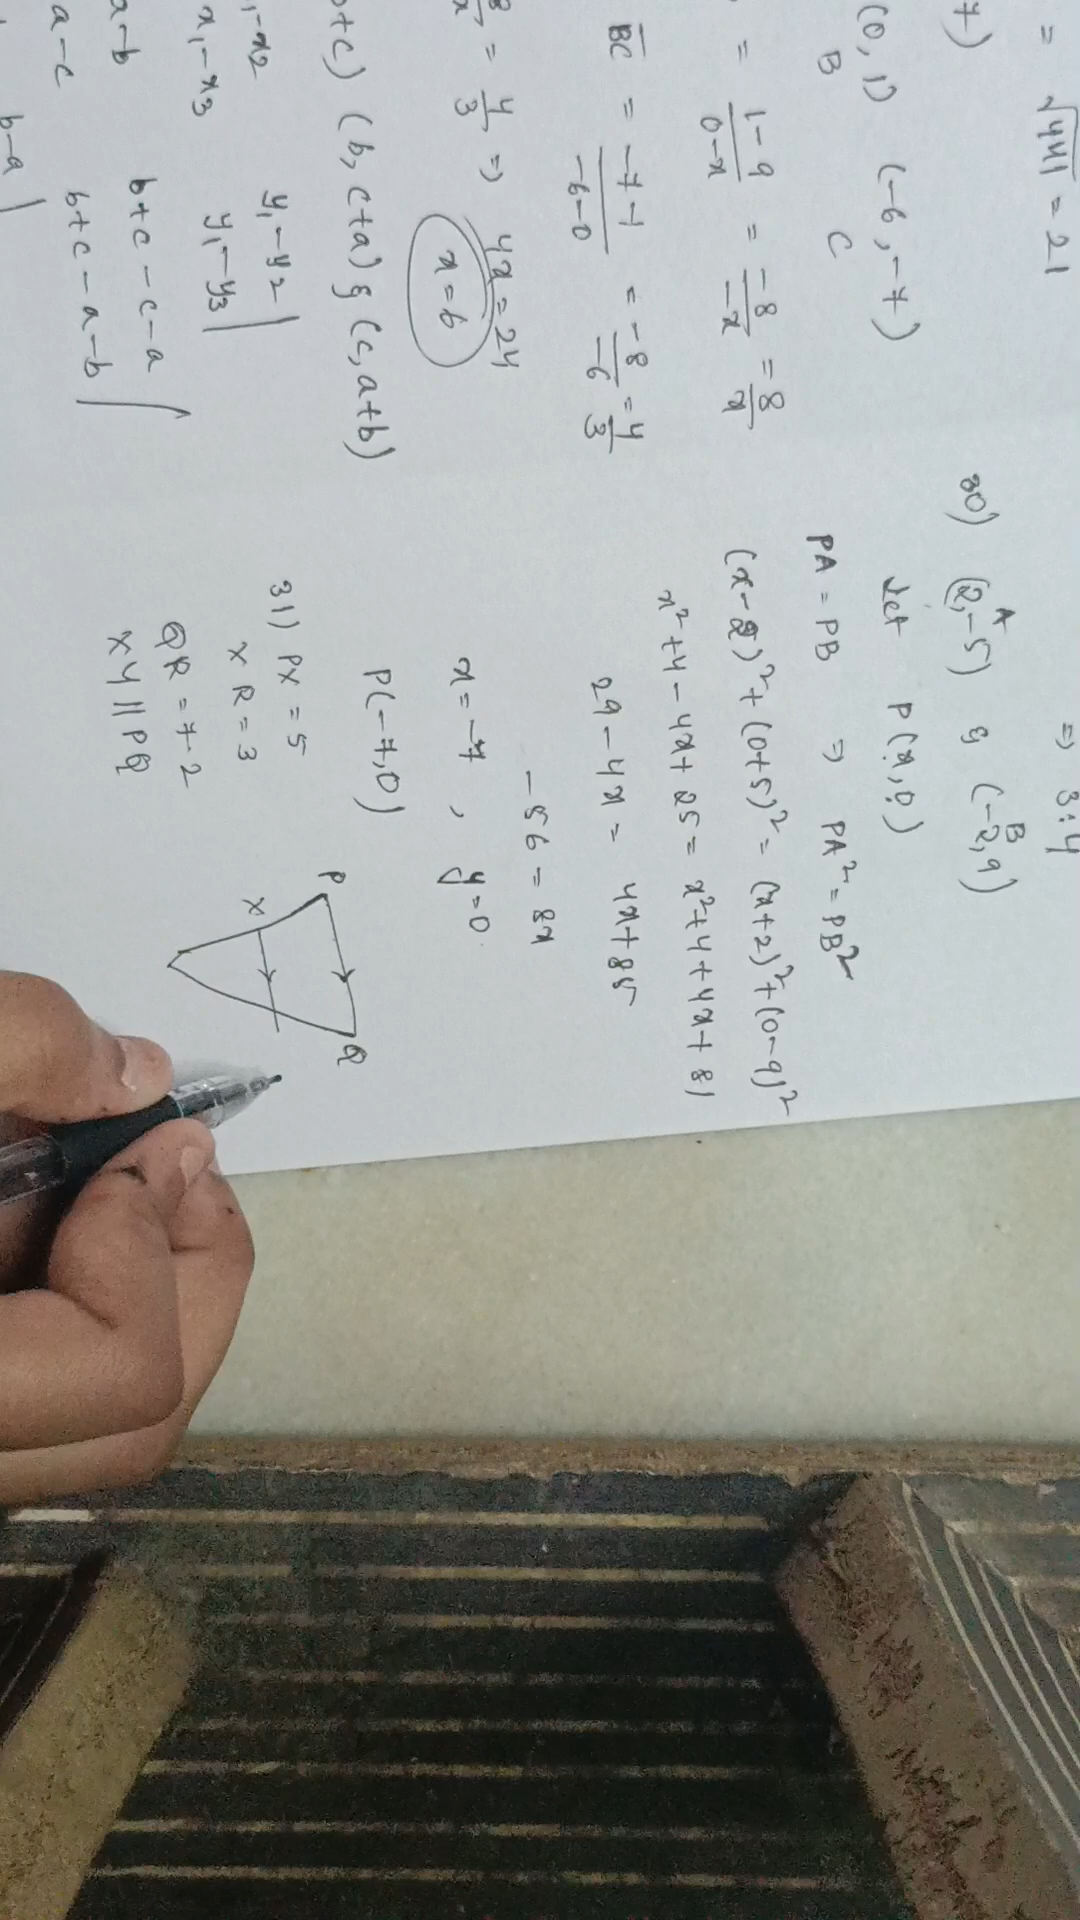 = √441 = 21
(0, 1) (-6, -7)
B C
= 1-9 / 0-x = -8 / -x = 8 / x
BC = -7-1 / -6-0 = -8 / -6 = 4 / 3
8 / x = 4 / 3 => 4x = 24
x = 6
b+c) (b, c+a) & (c, a+b)
y₁-y₂|
x₁-x₃ y₁-y₃|
a-b b+c-c-a
a-c b+c-a-b|
b-a|
=> 3:4
A B
30) (2, -5) & (-2, 9)
Let P(x, 0)
PA = PB => PA² = PB²
(x-2)² + (0+5)² = (x+2)² + (0-9)²
x² + 4 - 4x + 25 = x² + 4 + 4x + 81
29 - 4x = 4x + 85
-56 = 8x
x = -7 , y = 0
P(-7, 0)
31) PX = 5
XR = 3
QR = 7.2
XY || PQ
P Q
X